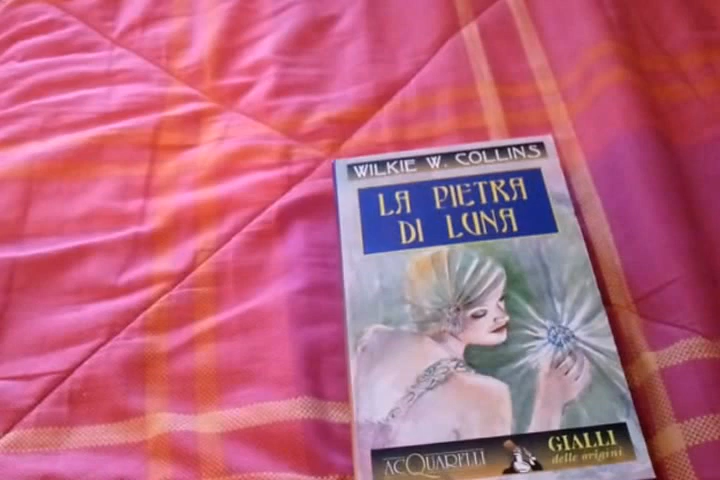 WILKIE W. COLLINS
LA PIETRA
DI LUNA
ACQUARELLI
GIALLI
delle origini